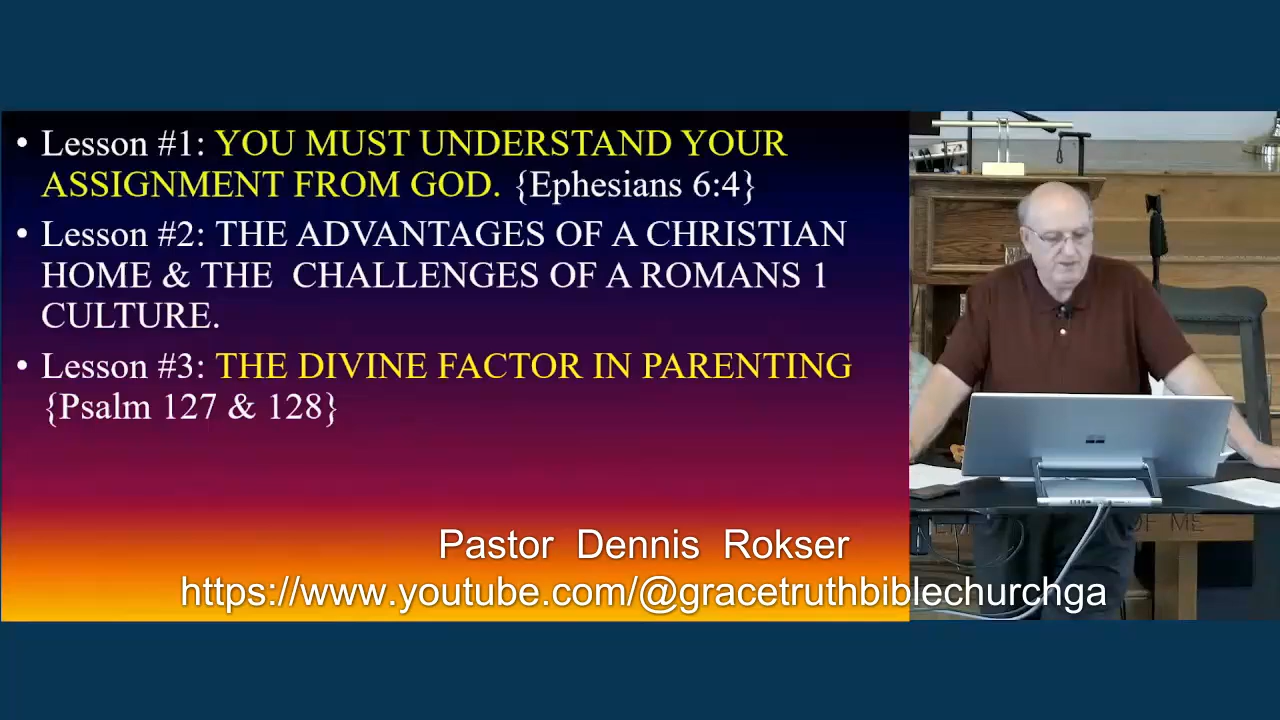 • Lesson #1: YOU MUST UNDERSTAND YOUR
ASSIGNMENT FROM GOD. {Ephesians 6:4}
• Lesson #2: THE ADVANTAGES OF A CHRISTIAN
HOME & THE CHALLENGES OF A ROMANS 1
CULTURE.
• Lesson #3: THE DIVINE FACTOR IN PARENTING
{Psalm 127 & 128}
Pastor Dennis Rokser
https://www.youtube.com/@gracetruthbiblechurchga
OF ME